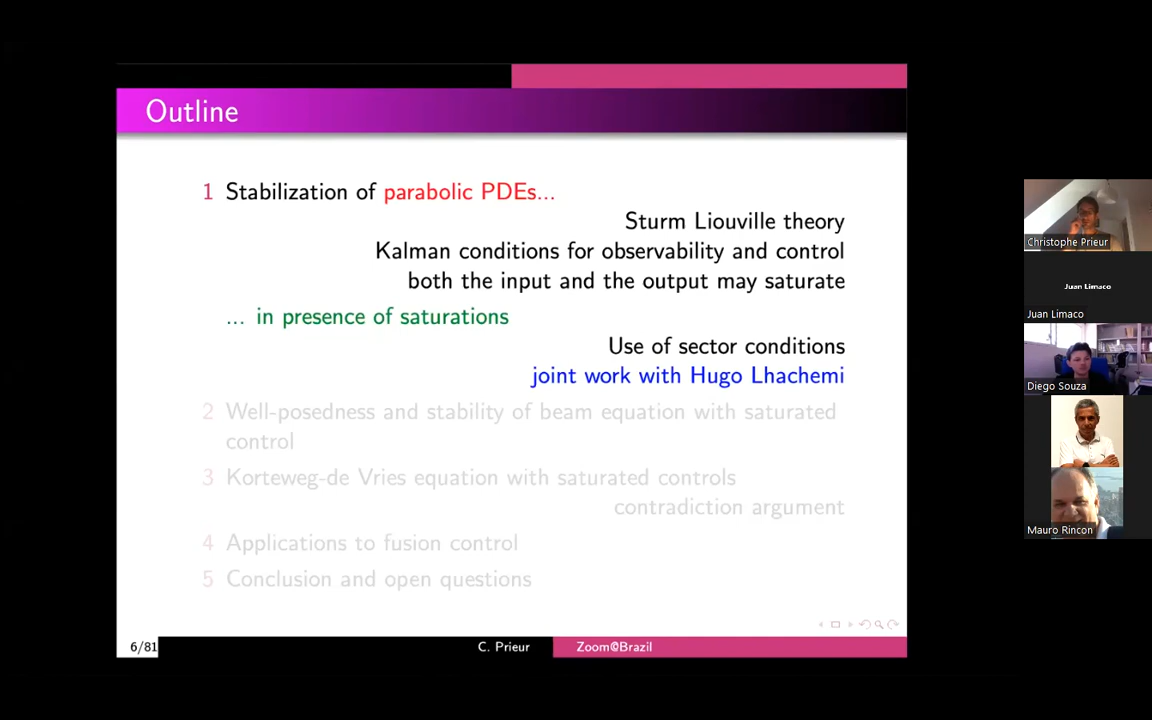 Outline
1 Stabilization of parabolic PDEs...
Sturm Liouville theory
Kalman conditions for observability and control
both the input and the output may saturate
... in presence of saturations
Use of sector conditions
joint work with Hugo Lhachemi
2 Well-posedness and stability of beam equation with saturated
control
3 Korteweg-de Vries equation with saturated controls
contradiction argument
4 Applications to fusion control
5 Conclusion and open questions
6/81
C. Prieur
Zoom@Brazil
Christophe Prieur
Juan Limaco
Juan Limaco
Diego Souza
Mauro Rincon